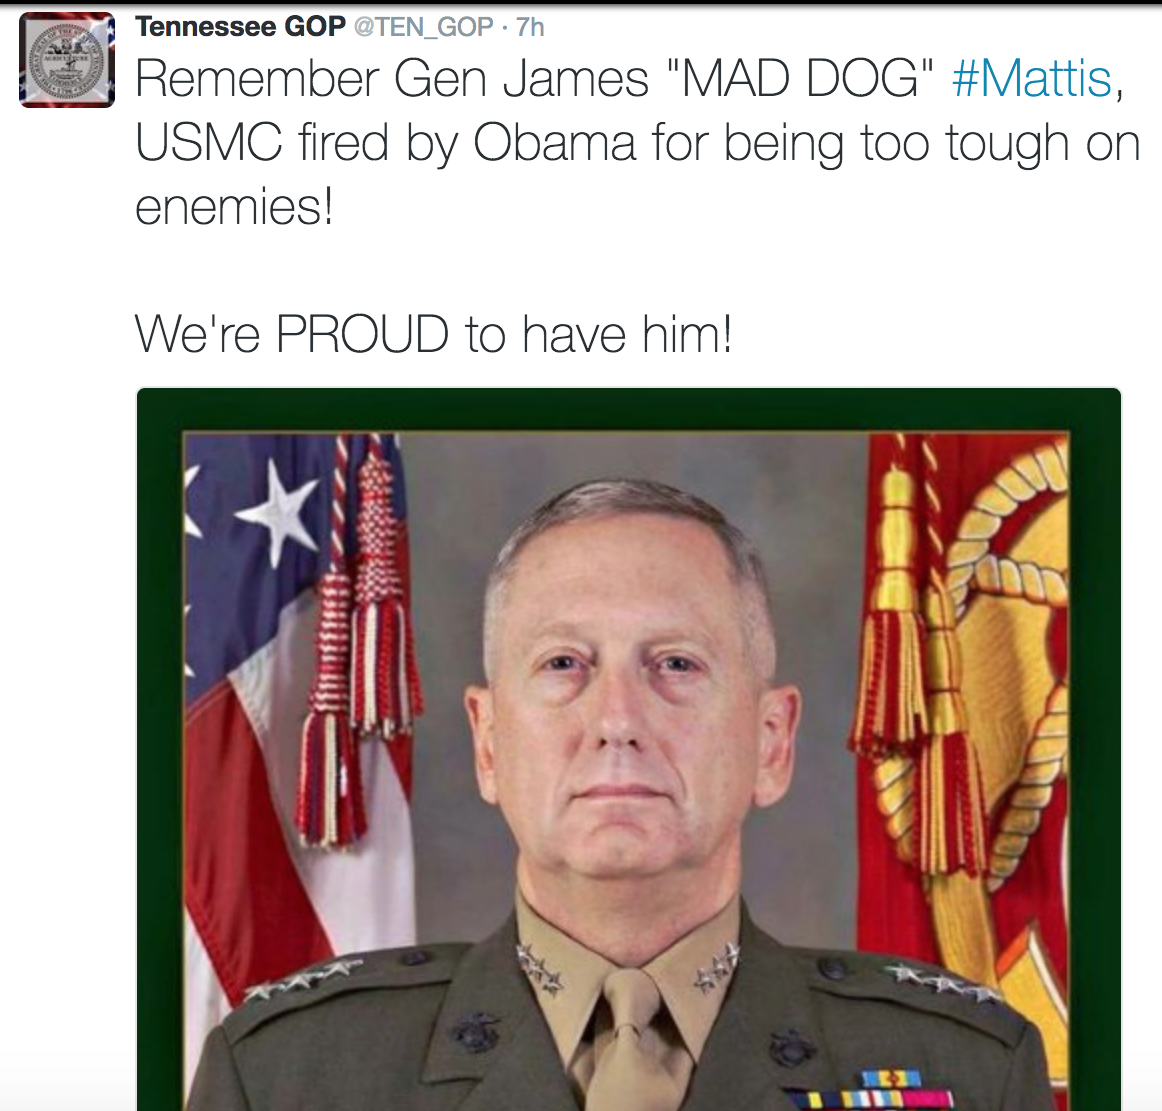 Tennessee GOP @TEN_GOP · 7h
Remember Gen James "MAD DOG" #Mattis,
USMC fired by Obama for being too tough on
enemies!
We're PROUD to have him!